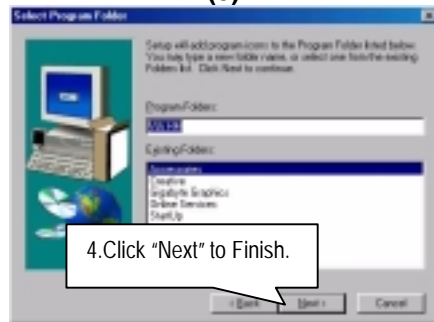 Select Program Folder
Setup will add program icons to the Program Folder listed below.
You may type a new folder name, or select one from the existing
Folders list. Click Next to continue.
Program Folders:
Existing Folders:
Accessories
Creative
Gigabyte Graphics
Online Services
StartUp
4.Click “Next” to Finish.
< Back
Next >
Cancel